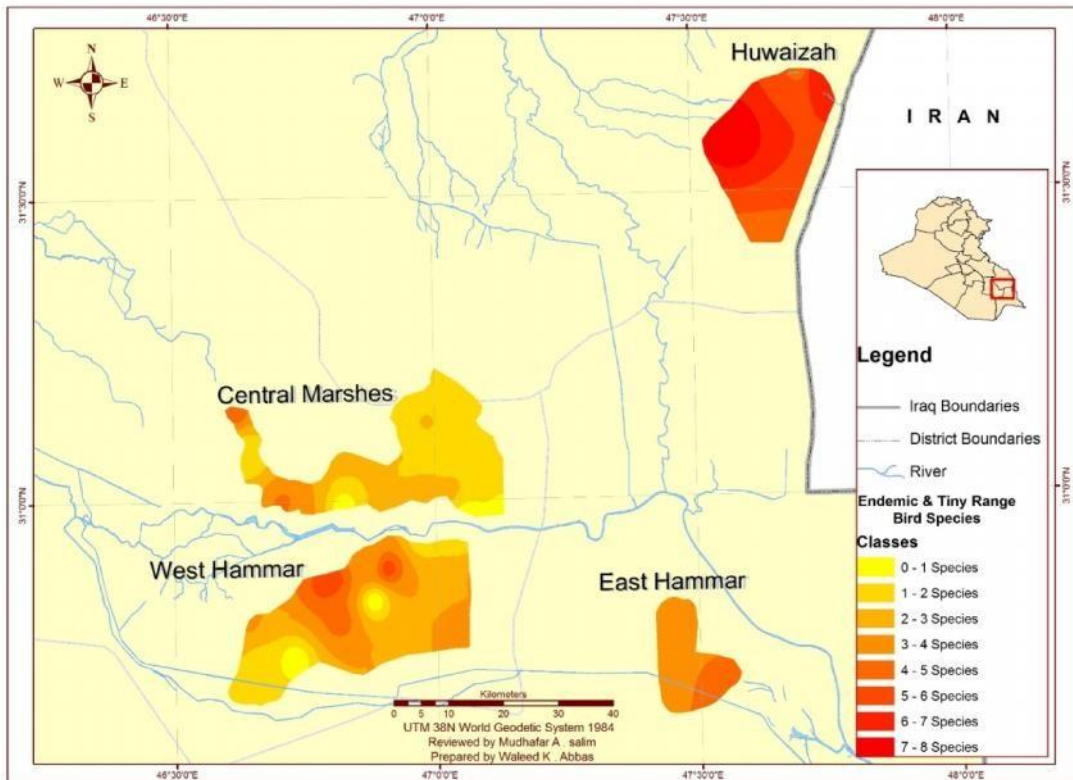 46°30'0"E
47°0'0"E
47°30'0"E
48°0'0"E
N
W E
S
Huwaizah
I R A N
31°30'0"N
31°30'0"N
Central Marshes
Legend
Iraq Boundaries
District Boundaries
River
31°0'0"N
31°0'0"N
Endemic & Tiny Range
Bird Species
Classes
0 - 1 Species
1 - 2 Species
2 - 3 Species
3 - 4 Species
4 - 5 Species
5 - 6 Species
6 - 7 Species
7 - 8 Species
West Hammar
East Hammar
Kilometers
0 5 10 20 30 40
UTM 38N World Geodetic System 1984
Reviewed by Mudhafar A . salim
Prepared by Waleed K . Abbas
46°30'0"E
47°0'0"E
47°30'0"E
48°0'0"E